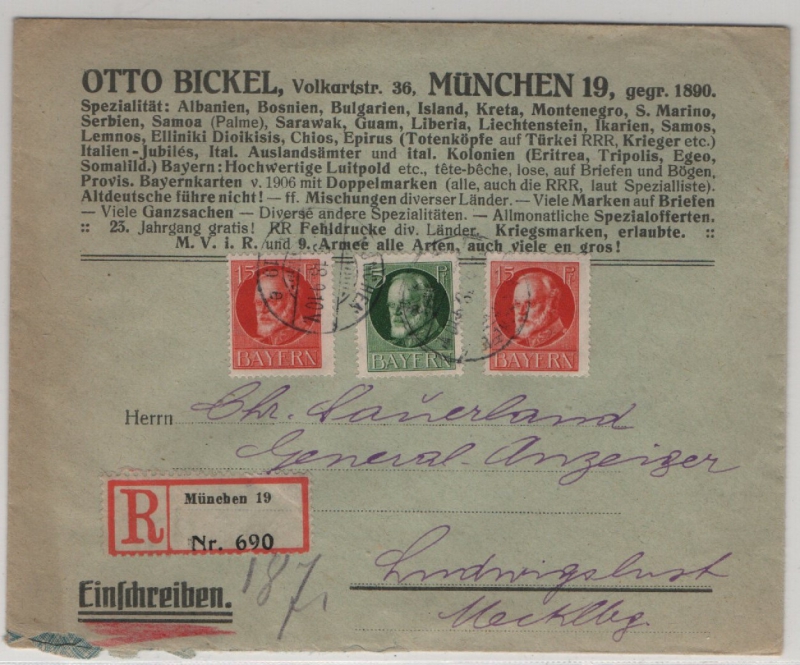 OTTO BICKEL, Volkartstr. 36, MÜNCHEN 19, gegr. 1890.
Spezialität: Albanien, Bosnien, Bulgarien, Island, Kreta, Montenegro, S. Marino,
Serbien, Samoa (Palme), Sarawak, Guam, Liberia, Liechtenstein, Ikarien, Samos,
Lemnos, Elliniki Dioikisis, Chios, Epirus (Totenköpfe auf Türkei RRR, Krieger etc.)
Italien-Jubilés, Ital. Auslandsämter und ital. Kolonien (Eritrea, Tripolis, Egeo,
Somalild.) Bayern: Hochwertige Luitpold etc., tête-bêche, lose, auf Briefen und Bögen,
Provis. Bayernkarten v. 1906 mit Doppelmarken (alle, auch die RRR, laut Spezialliste).
Altdeutsche führe nicht! — ff. Mischungen diverser Länder. — Viele Marken auf Briefen
— Viele Ganzsachen — Diverse andere Spezialitäten. — Allmonatliche Spezialofferten.
:: 23. Jahrgang gratis! RR Fehldrucke div. Länder. Kriegsmarken, erlaubte. ::
M. V. i. R. und 9. Armee alle Arten, auch viele en gros!
15 Pf
BAYERN
Pf
BAYERN
15 Pf
BAYERN
Herrn Chr. Sauerland
General-Anzeiger
R
München 19
Nr. 690
Ludwigslust
Mecklbg.
Einschreiben.
187